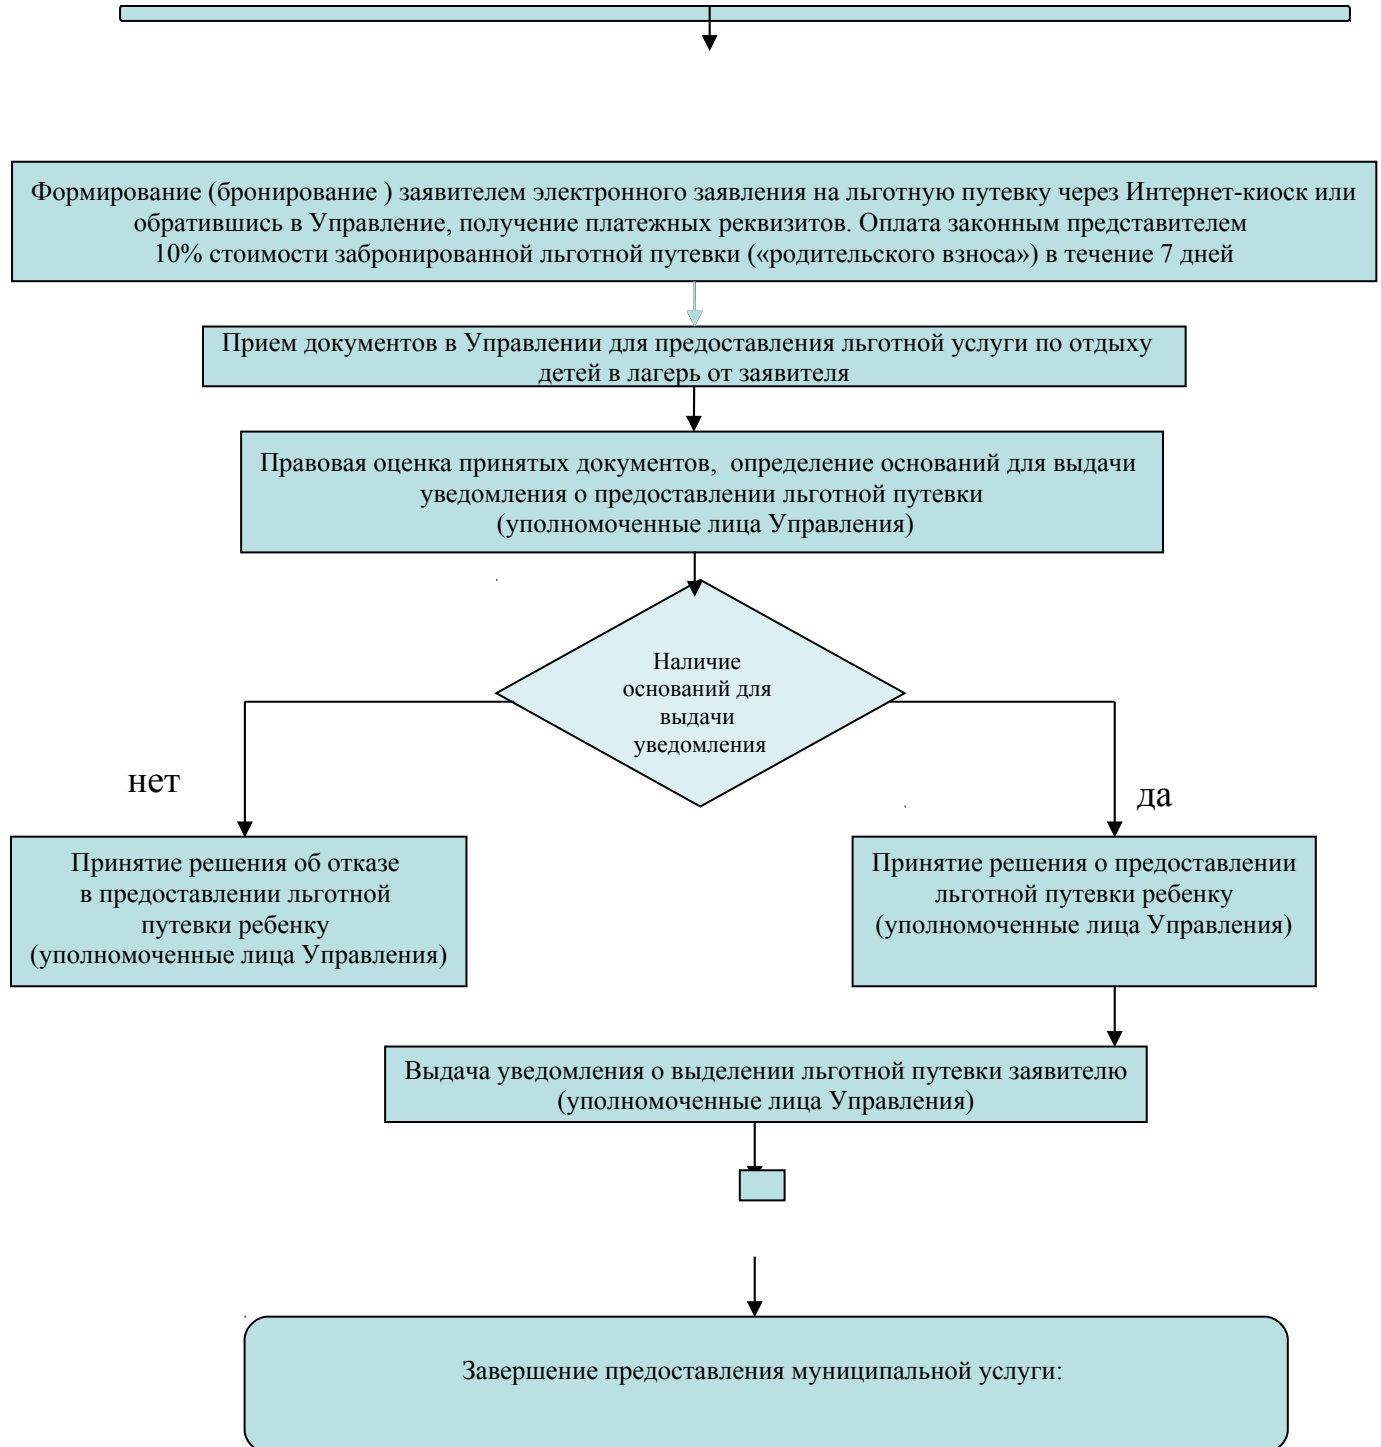 Формирование (бронирование ) заявителем электронного заявления на льготную путевку через Интернет-киоск или
обратившись в Управление, получение платежных реквизитов. Оплата законным представителем
10% стоимости забронированной льготной путевки («родительского взноса») в течение 7 дней
Прием документов в Управлении для предоставления льготной услуги по отдыху
детей в лагерь от заявителя
Правовая оценка принятых документов,  определение оснований для выдачи
уведомления о предоставлении льготной путевки
(уполномоченные лица Управления)
Наличие
оснований для
выдачи
уведомления
нет
да
Принятие решения об отказе
в предоставлении льготной
путевки ребенку
(уполномоченные лица Управления)
Принятие решения о предоставлении
льготной путевки ребенку
(уполномоченные лица Управления)
Выдача уведомления о выделении льготной путевки заявителю
(уполномоченные лица Управления)
Завершение предоставления муниципальной услуги: